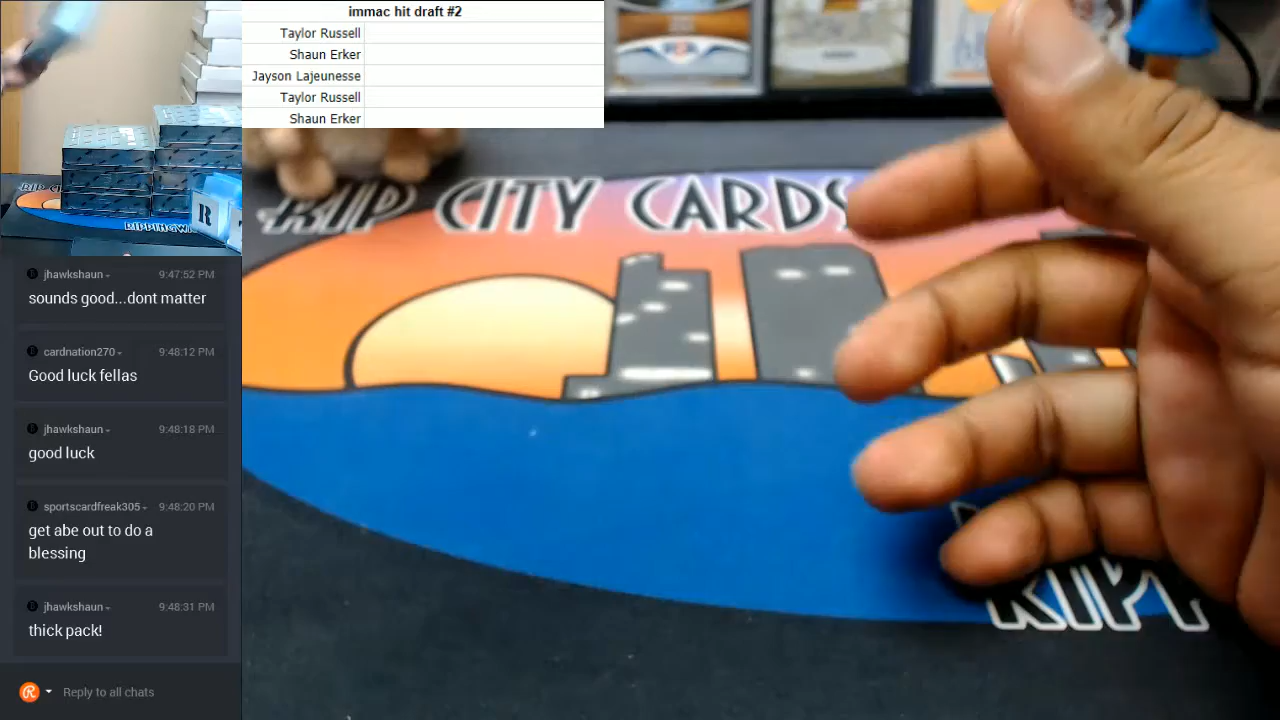 immac hit draft #2
Taylor Russell
Shaun Erker
Jayson Lajeunesse
Taylor Russell
Shaun Erker
RIP CITY CARDS
R
jhawkshaun 9:47:52 PM
sounds good...dont matter
cardnation270 9:48:12 PM
Good luck fellas
jhawkshaun 9:48:18 PM
good luck
sportscardfreak305 9:48:20 PM
get abe out to do a
blessing
jhawkshaun 9:48:31 PM
thick pack!
Reply to all chats